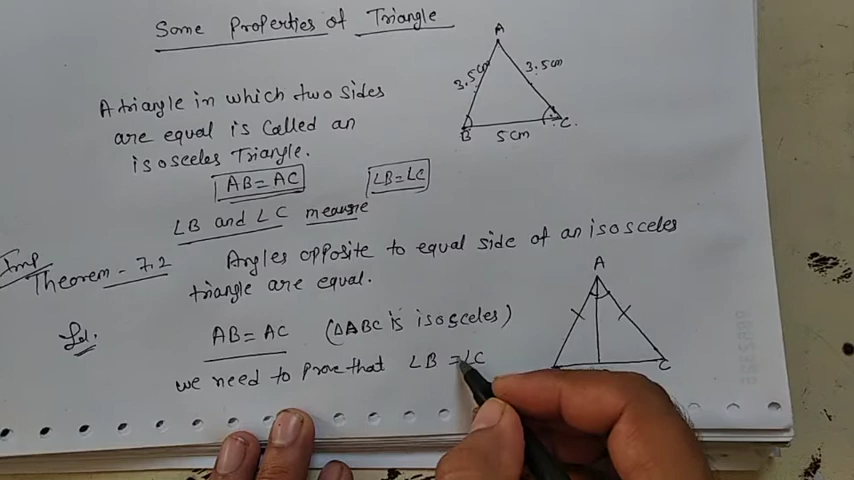 Some Properties of Triangle
A triangle in which two sides
are equal is called an
isosceles Triangle.
AB = AC
∠B = ∠C
∠B and ∠C measure
A
3.5cm
3.5cm
B
5cm
C
Imp
Theorem - 7.2
Angles opposite to equal side of an isosceles
triangle are equal.
Sol.
AB = AC (△ABC is isosceles)
we need to prove that ∠B = ∠C
A
C